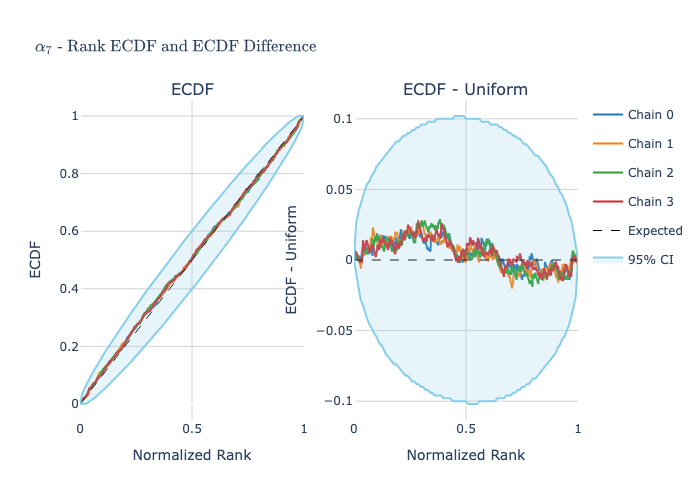 α₇ - Rank ECDF and ECDF Difference
ECDF
ECDF - Uniform
1
0.8
0.6
0.4
0.2
0
0
0.5
1
ECDF
Normalized Rank
0.1
0.05
0
−0.05
−0.1
0
0.5
1
ECDF - Uniform
Normalized Rank
Chain 0
Chain 1
Chain 2
Chain 3
Expected
95% CI